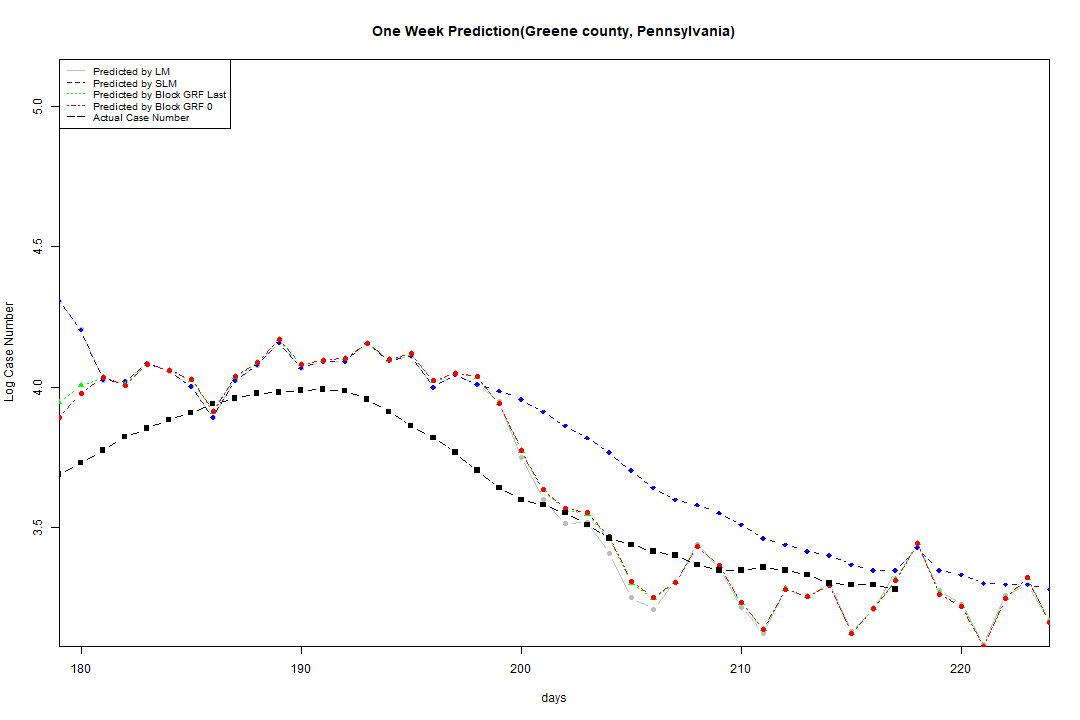 One Week Prediction(Greene county, Pennsylvania)
Predicted by LM
Predicted by SLM
Predicted by Block GRF Last
Predicted by Block GRF 0
Actual Case Number
5.0
4.5
4.0
3.5
Log Case Number
180 190 200 210 220
days